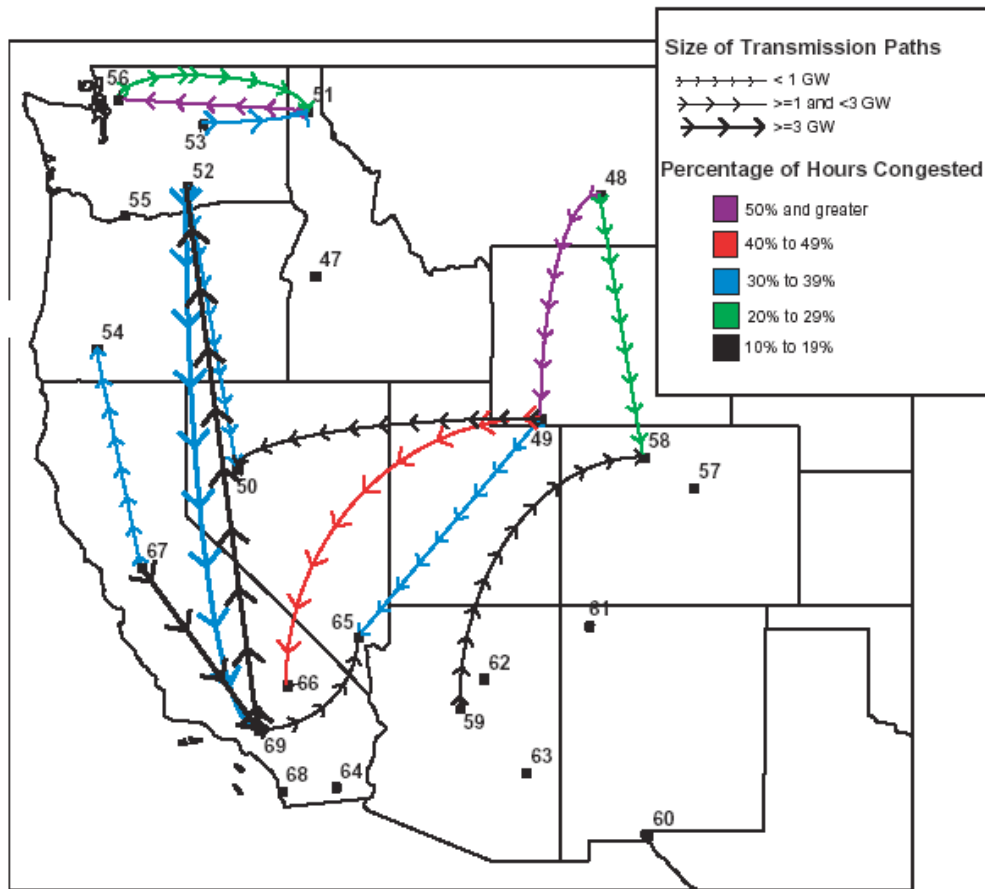 Size of Transmission Paths
< 1 GW
>=1 and <3 GW
>=3 GW
Percentage of Hours Congested
50% and greater
40% to 49%
30% to 39%
20% to 29%
10% to 19%
56
51
53
52
48
55
47
54
49
58
50
57
67
65
61
62
66
59
69
63
68
64
60